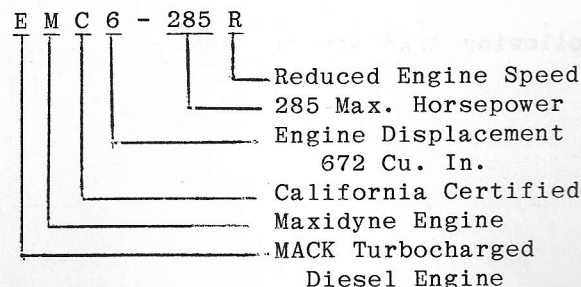 E M C 6 - 285 R
Reduced Engine Speed
285 Max. Horsepower
Engine Displacement
672 Cu. In.
California Certified
Maxidyne Engine
MACK Turbocharged
Diesel Engine